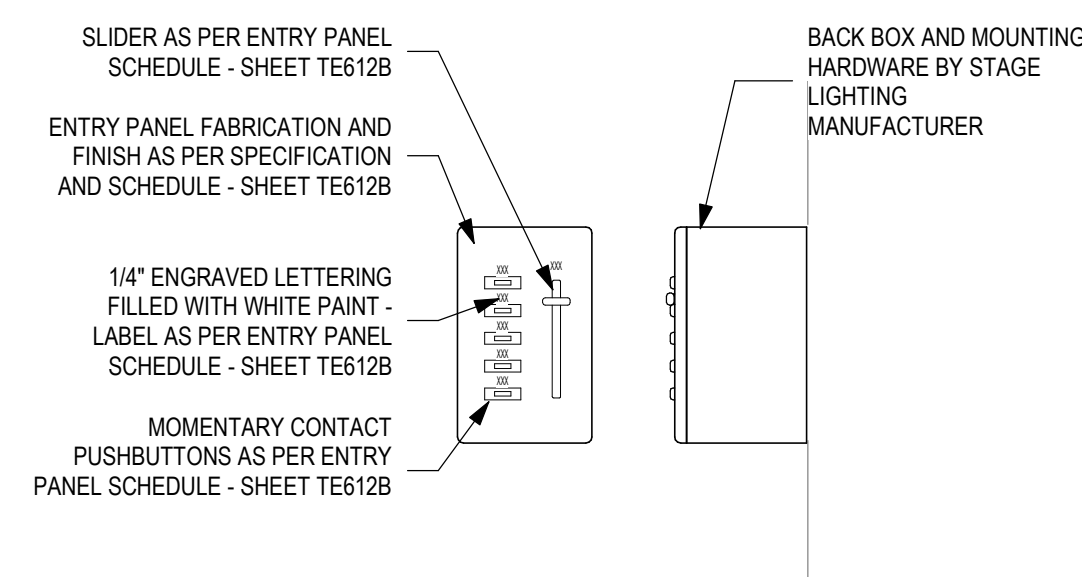 SLIDER AS PER ENTRY PANEL
SCHEDULE - SHEET TE612B
BACK BOX AND MOUNTING
HARDWARE BY STAGE
LIGHTING
MANUFACTURER
ENTRY PANEL FABRICATION AND
FINISH AS PER SPECIFICATION
AND SCHEDULE - SHEET TE612B
1/4" ENGRAVED LETTERING
FILLED WITH WHITE PAINT -
LABEL AS PER ENTRY PANEL
SCHEDULE - SHEET TE612B
MOMENTARY CONTACT
PUSHBUTTONS AS PER ENTRY
PANEL SCHEDULE - SHEET TE612B
XXX
XXX
XXX
XXX
XXX
XXX